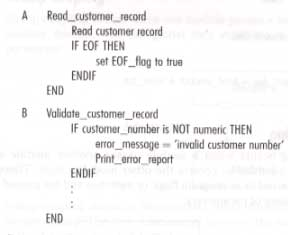 A Read_customer_record
Read customer record
IF EOF THEN
set EOF_flag to true
ENDIF
END
B Validate_customer_record
IF customer_number is NOT numeric THEN
error_message = 'invalid customer number'
Print_error_report
ENDIF
:
:
END